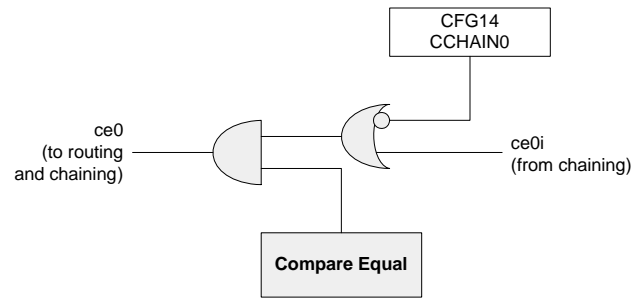 CFG14
CCHAIN0
ce0
(to routing
and chaining)
ce0i
(from chaining)
Compare Equal